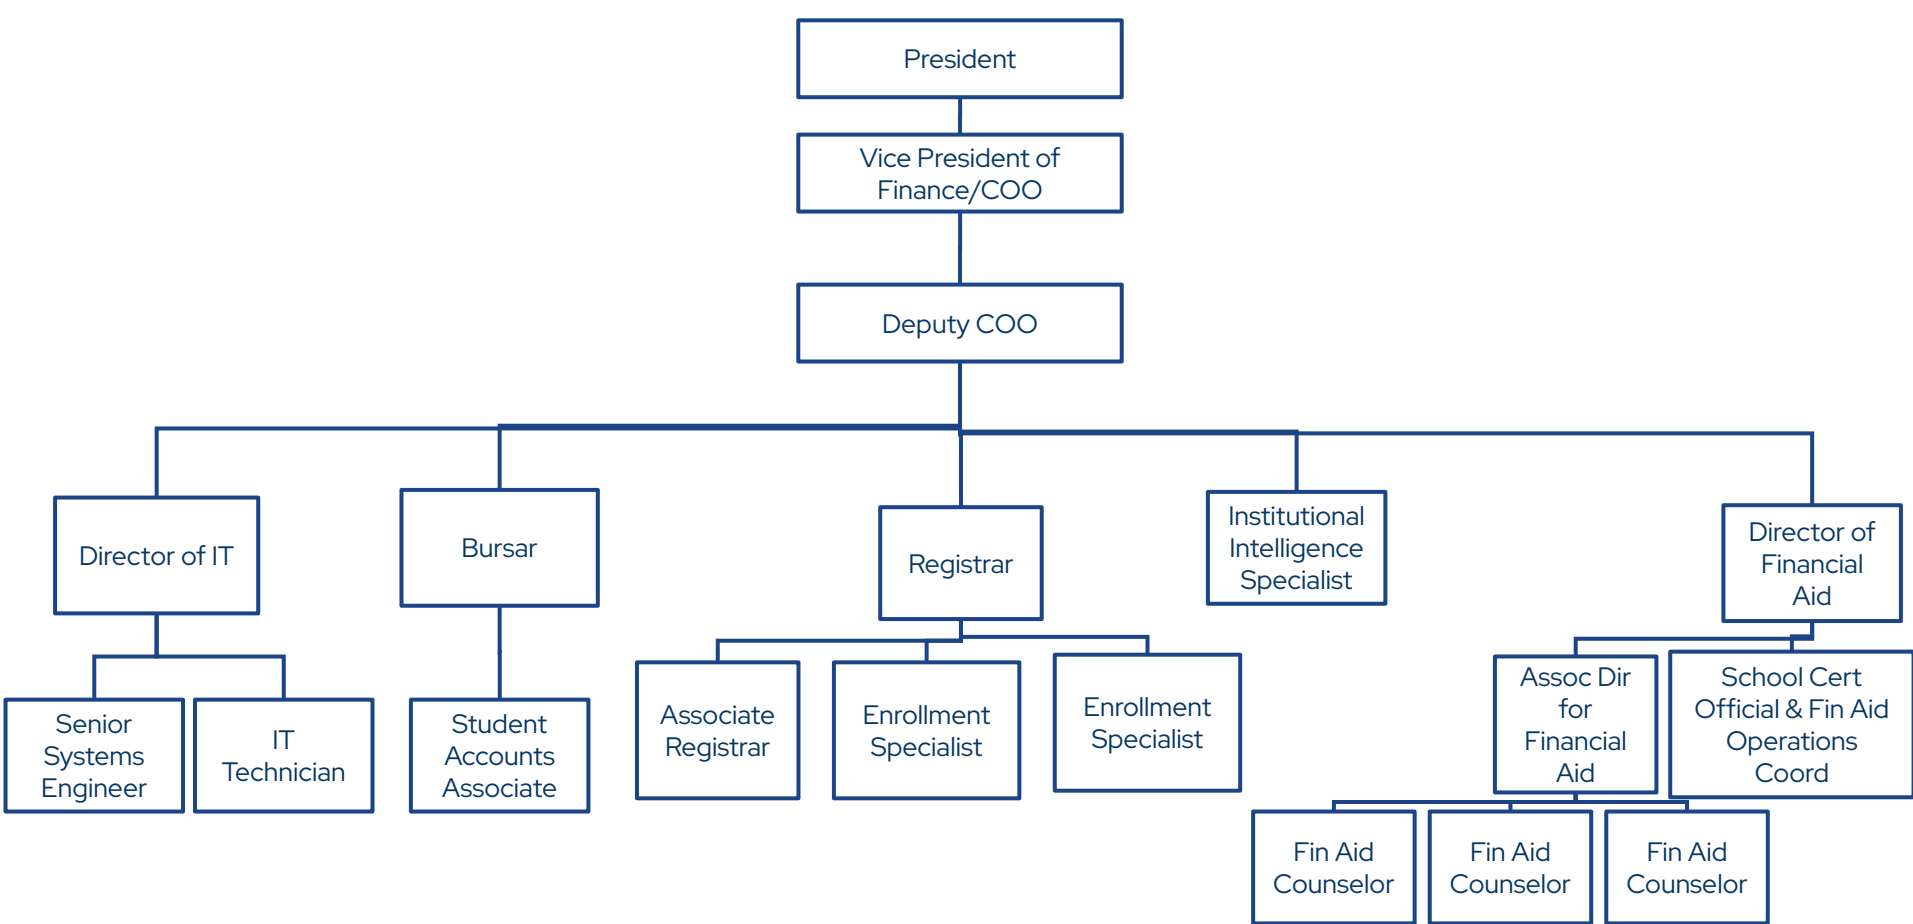 President
Vice President of
Finance/COO
Deputy COO
Director of IT
Bursar
Registrar
Institutional
Intelligence
Specialist
Director of
Financial
Aid
Senior
Systems
Engineer
IT
Technician
Student
Accounts
Associate
Associate
Registrar
Enrollment
Specialist
Enrollment
Specialist
Assoc Dir
for
Financial
Aid
School Cert
Official & Fin Aid
Operations
Coord
Fin Aid
Counselor
Fin Aid
Counselor
Fin Aid
Counselor